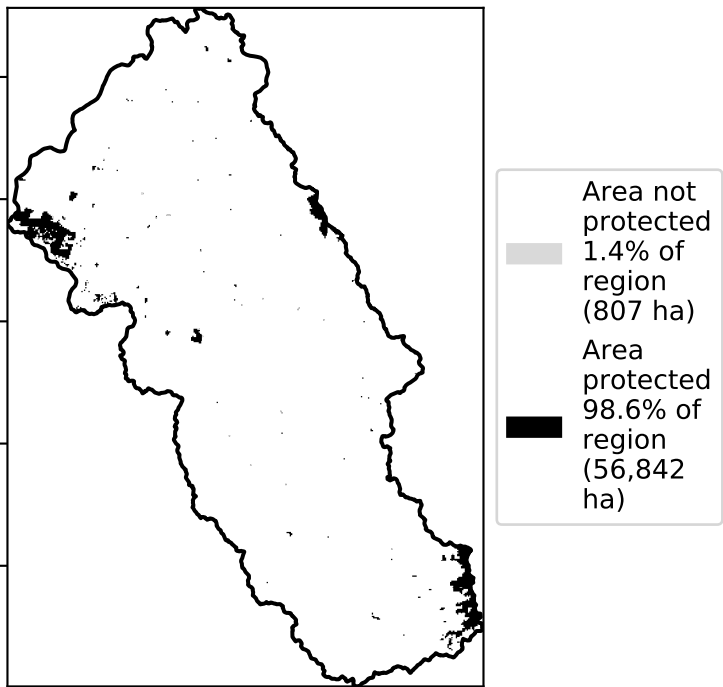 Area not
protected
1.4% of
region
(807 ha)
Area
protected
98.6% of
region
(56,842
ha)